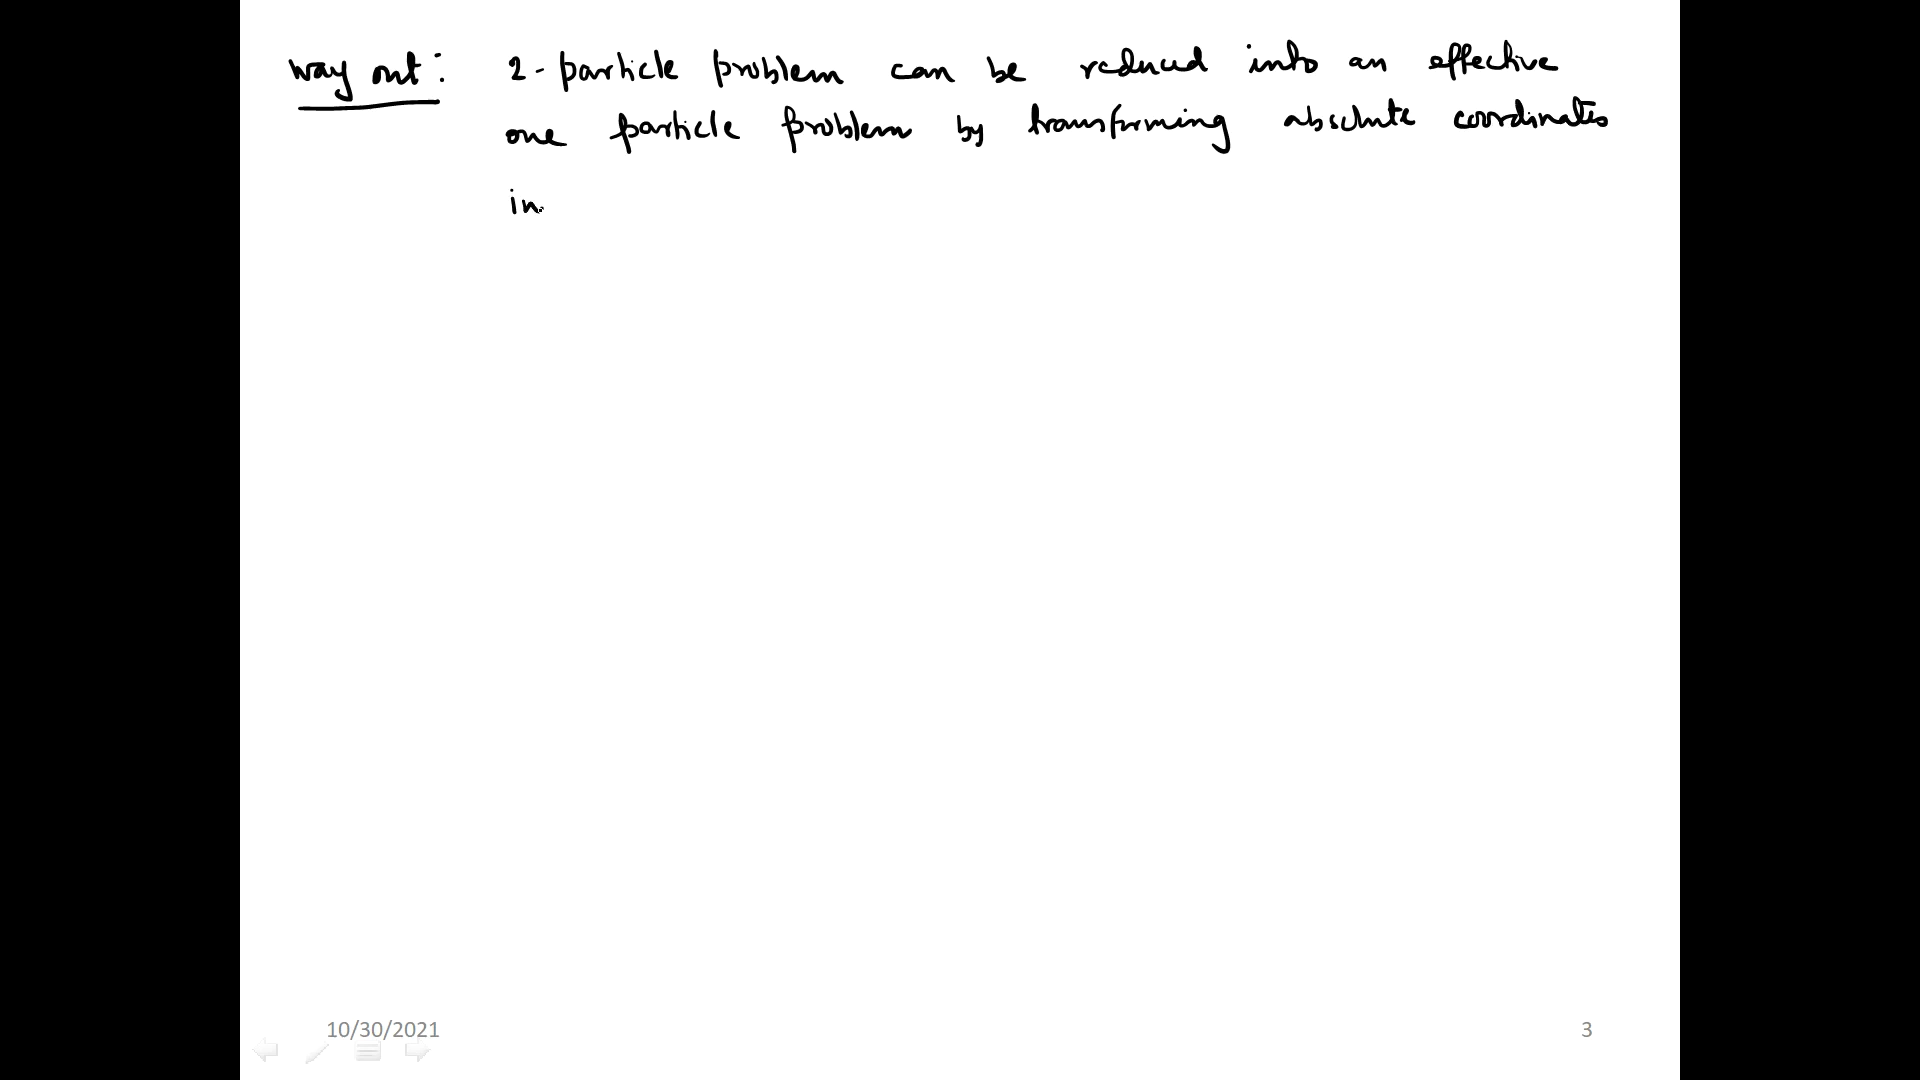 way out: 2-particle problem can be reduced into an effective
one particle problem by transforming absolute coordinates
in
10/30/2021
3